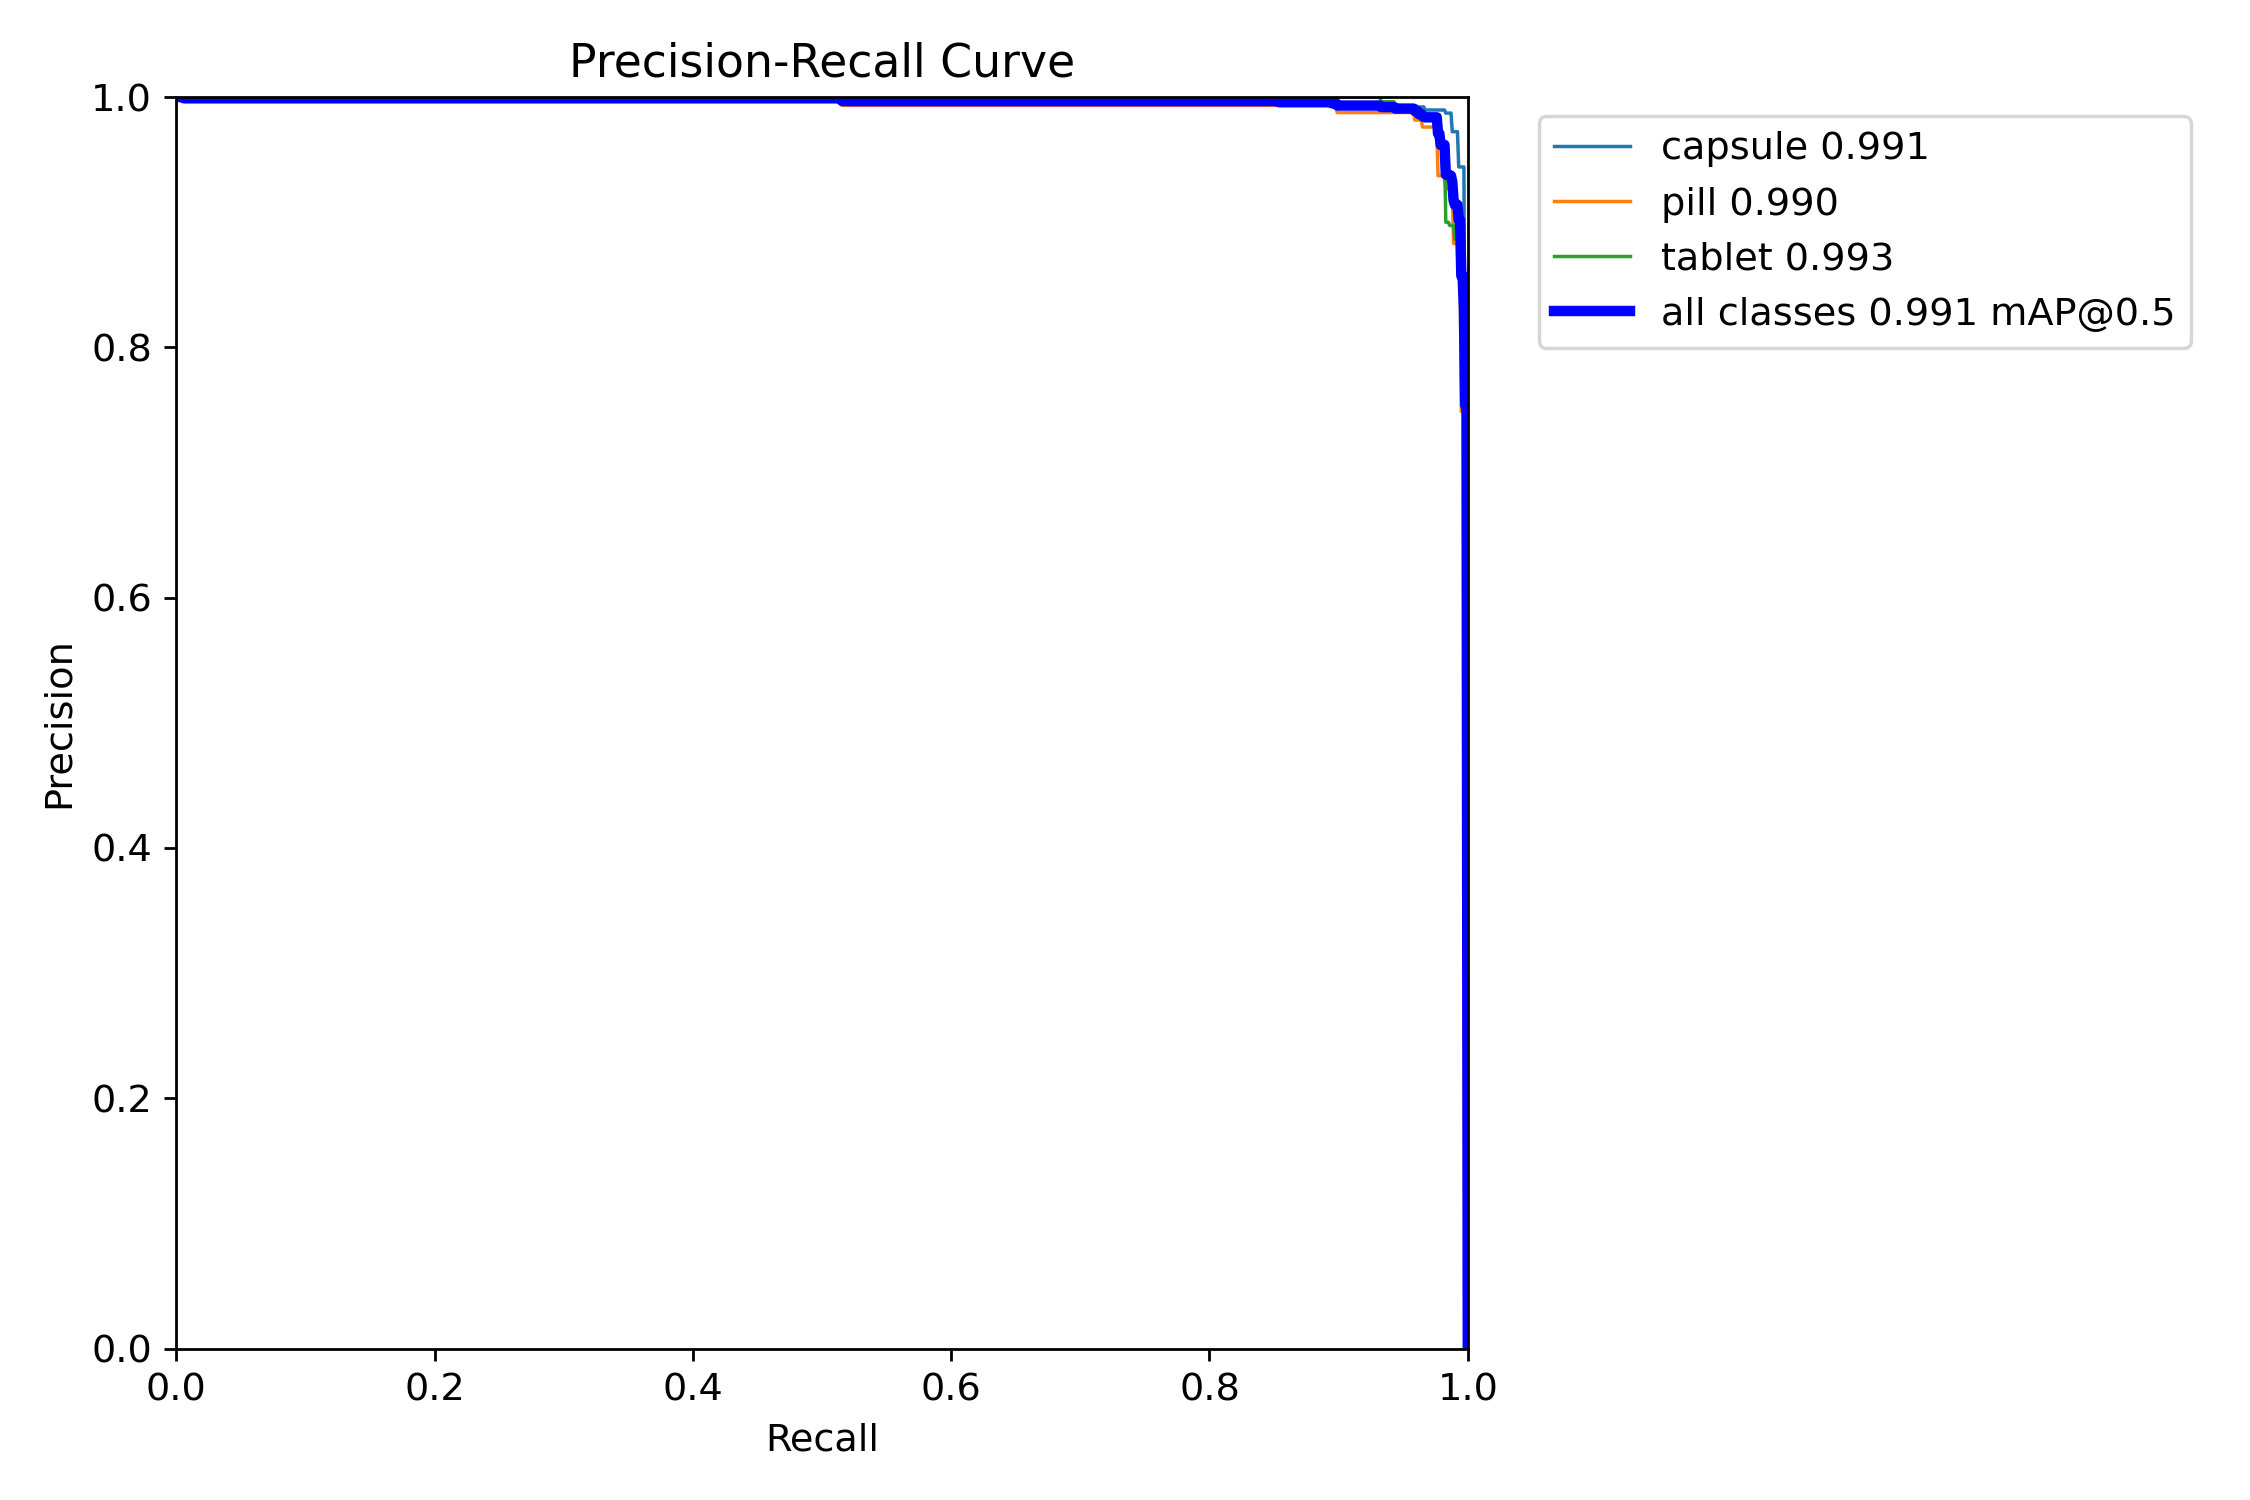 Precision-Recall Curve
1.0
0.8
0.6
0.4
0.2
0.0
Precision
0.0 0.2 0.4 0.6 0.8 1.0
Recall
capsule 0.991
pill 0.990
tablet 0.993
all classes 0.991 mAP@0.5